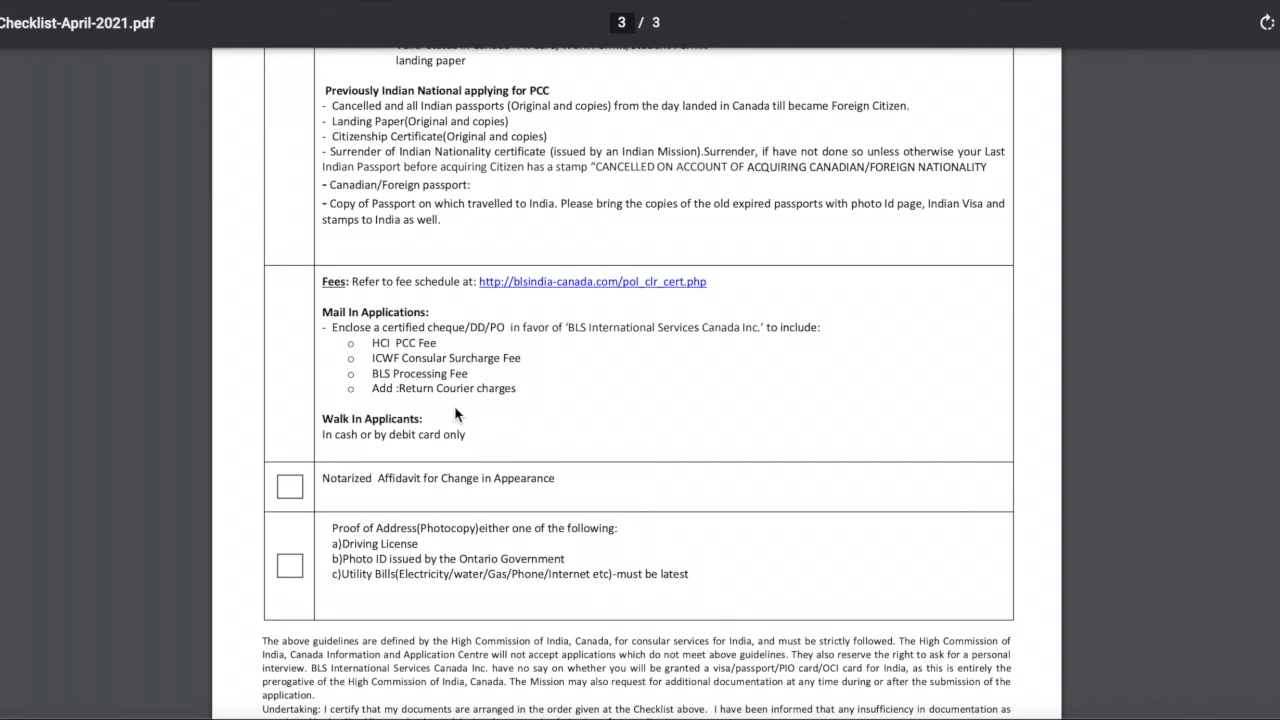 Checklist-April-2021.pdf
3 / 3
landing paper
Previously Indian National applying for PCC
- Cancelled and all Indian passports (Original and copies) from the day landed in Canada till became Foreign Citizen.
- Landing Paper(Original and copies)
- Citizenship Certificate(Original and copies)
- Surrender of Indian Nationality certificate (issued by an Indian Mission).Surrender, if have not done so unless otherwise your Last
Indian Passport before acquiring Citizen has a stamp “CANCELLED ON ACCOUNT OF ACQUIRING CANADIAN/FOREIGN NATIONALITY
- Canadian/Foreign passport:
- Copy of Passport on which travelled to India. Please bring the copies of the old expired passports with photo Id page, Indian Visa and
stamps to India as well.
Fees: Refer to fee schedule at: http://blsindia-canada.com/pol_clr_cert.php
Mail In Applications:
- Enclose a certified cheque/DD/PO in favor of ‘BLS International Services Canada Inc.’ to include:
o HCI PCC Fee
o ICWF Consular Surcharge Fee
o BLS Processing Fee
o Add :Return Courier charges
Walk In Applicants:
In cash or by debit card only
Notarized Affidavit for Change in Appearance
Proof of Address(Photocopy)either one of the following:
a)Driving License
b)Photo ID issued by the Ontario Government
c)Utility Bills(Electricity/water/Gas/Phone/Internet etc)-must be latest
The above guidelines are defined by the High Commission of India, Canada, for consular services for India, and must be strictly followed. The High Commission of
India, Canada Information and Application Centre will not accept applications which do not meet above guidelines. They also reserve the right to ask for a personal
interview. BLS International Services Canada Inc. have no say on whether you will be granted a visa/passport/PIO card/OCI card for India, as this is entirely the
prerogative of the High Commission of India, Canada. The Mission may also request for additional documentation at any time during or after the submission of the
application.
Undertaking: I certify that my documents are arranged in the order given at the Checklist above. I have been informed that any insufficiency in documentation as